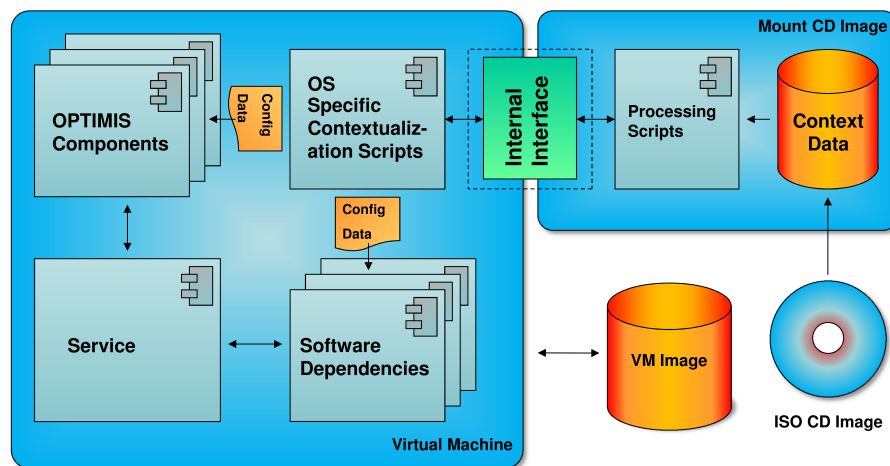 Mount CD Image
OPTIMIS
Components
Config
Data
OS
Specific
Contextualiz-
ation Scripts
Internal
Interface
Processing
Scripts
Context
Data
Config
Data
Service
Software
Dependencies
VM Image
ISO CD Image
Virtual Machine